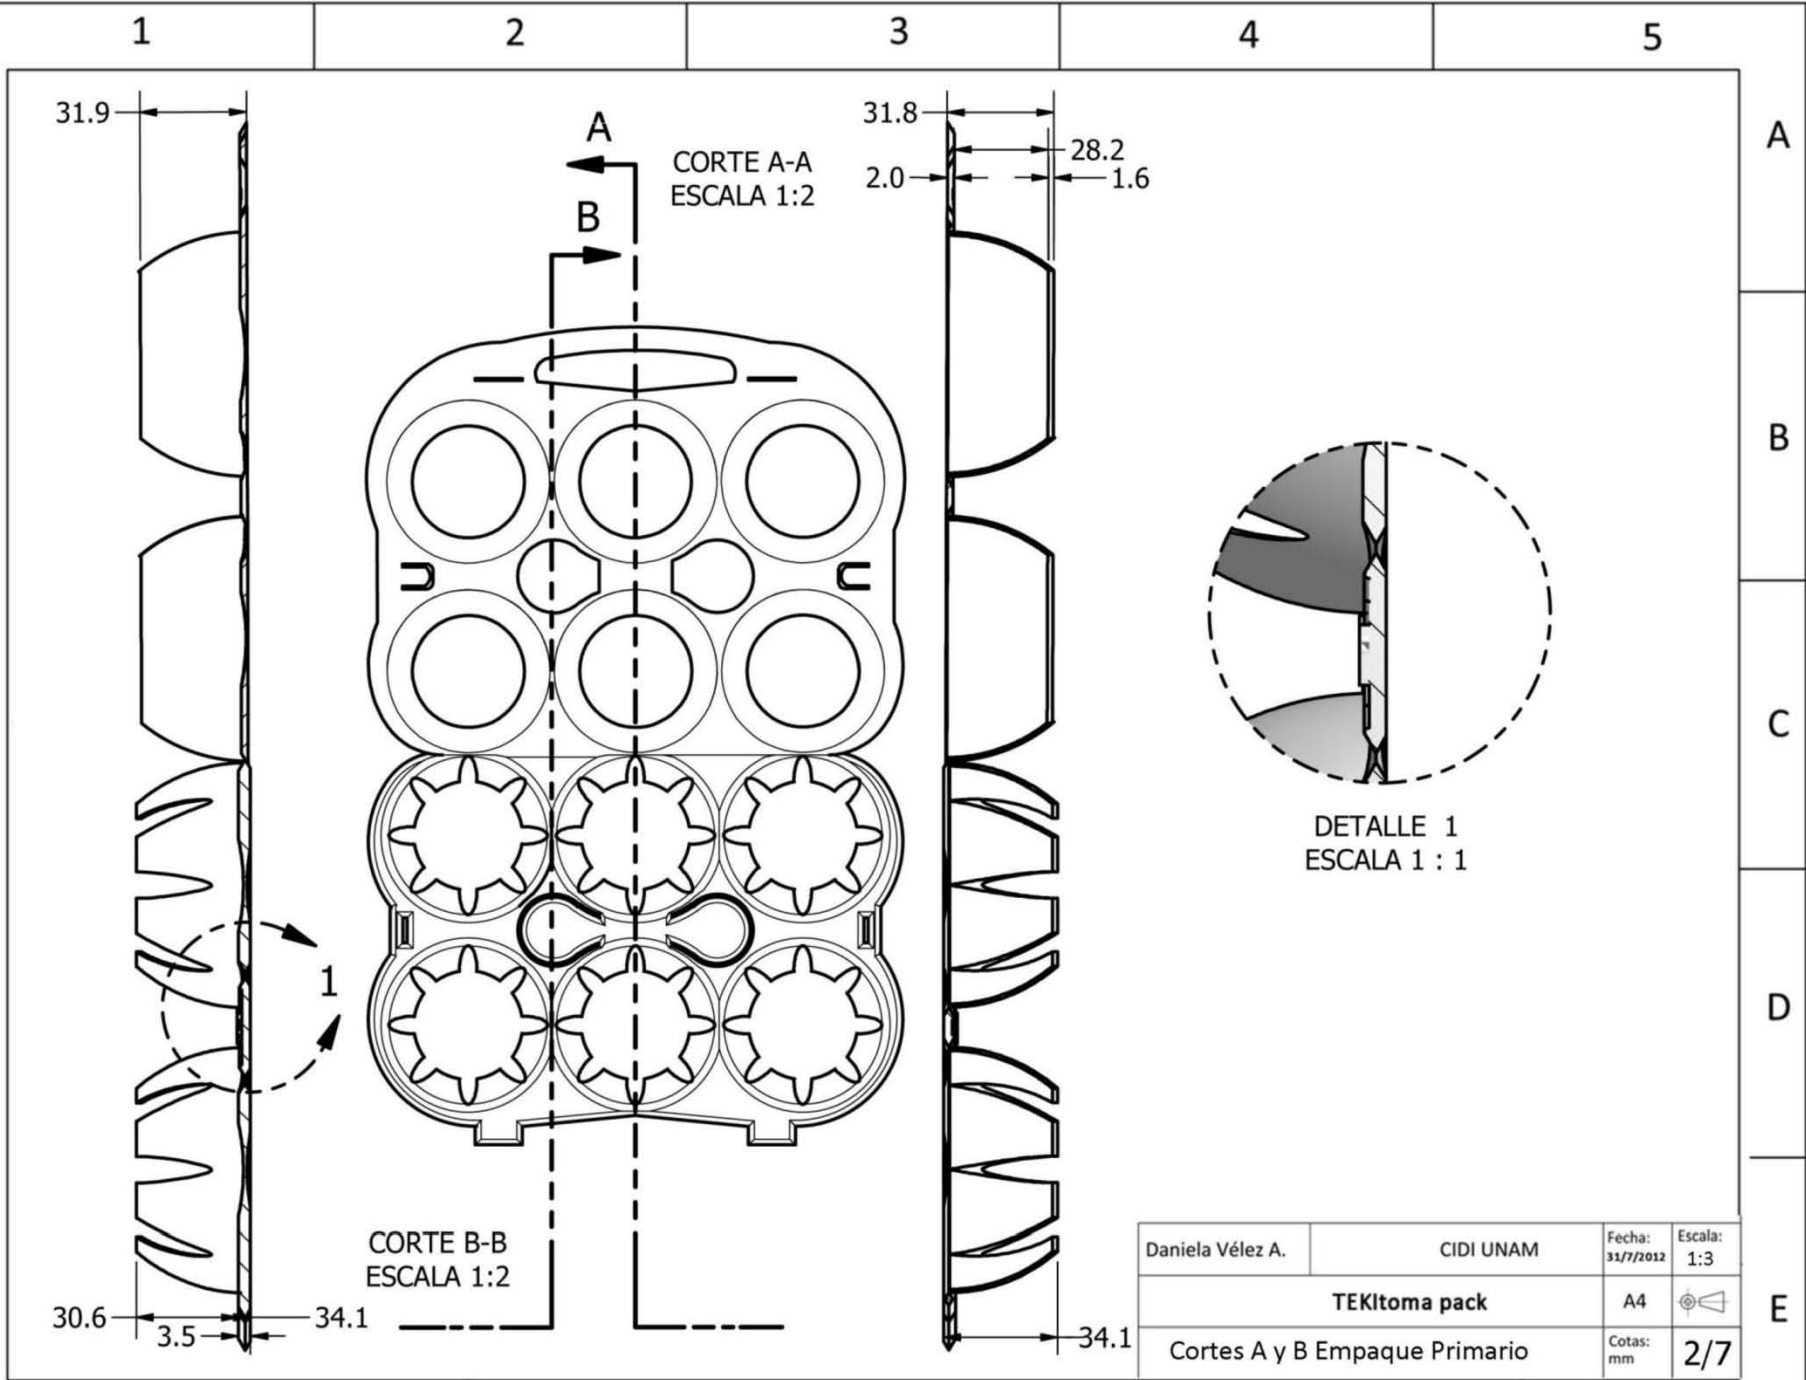 1 2 3 4 5
A
B
C
D
E
31.9
A
B
CORTE A-A
ESCALA 1:2
31.8
28.2
2.0
1.6
DETALLE 1
ESCALA 1 : 1
1
CORTE B-B
ESCALA 1:2
30.6
34.1
3.5
34.1
Daniela Vélez A.
CIDI UNAM
Fecha:
31/7/2012
Escala:
1:3
TEKItoma pack
A4
Cortes A y B Empaque Primario
Cotas:
mm
2/7